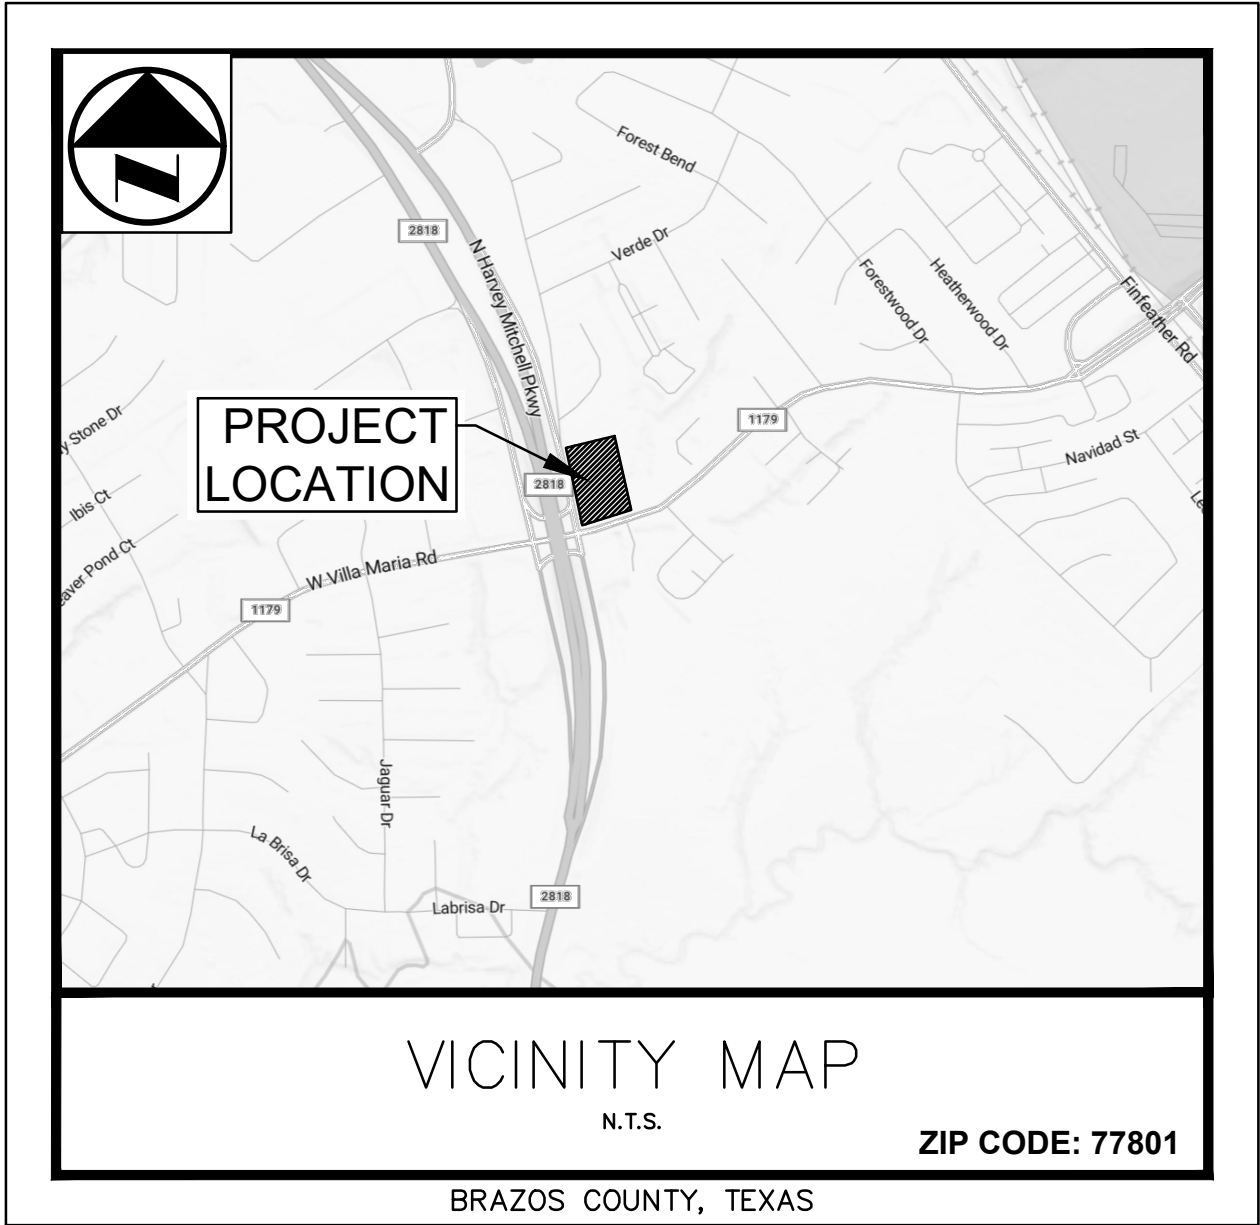 N
Forest Bend
2818
Verde Dr
N Harvey Mitchell Pkwy
Forestwood Dr
Heatherwood Dr
Finfeather Rd
PROJECT
LOCATION
1179
y Stone Dr
Navidad St
2818
Ibis Ct
eaver Pond Ct
W Villa Maria Rd
1179
Jaguar Dr
La Brisa Dr
2818
Labrisa Dr
VICINITY MAP
N.T.S.
ZIP CODE: 77801
BRAZOS COUNTY, TEXAS